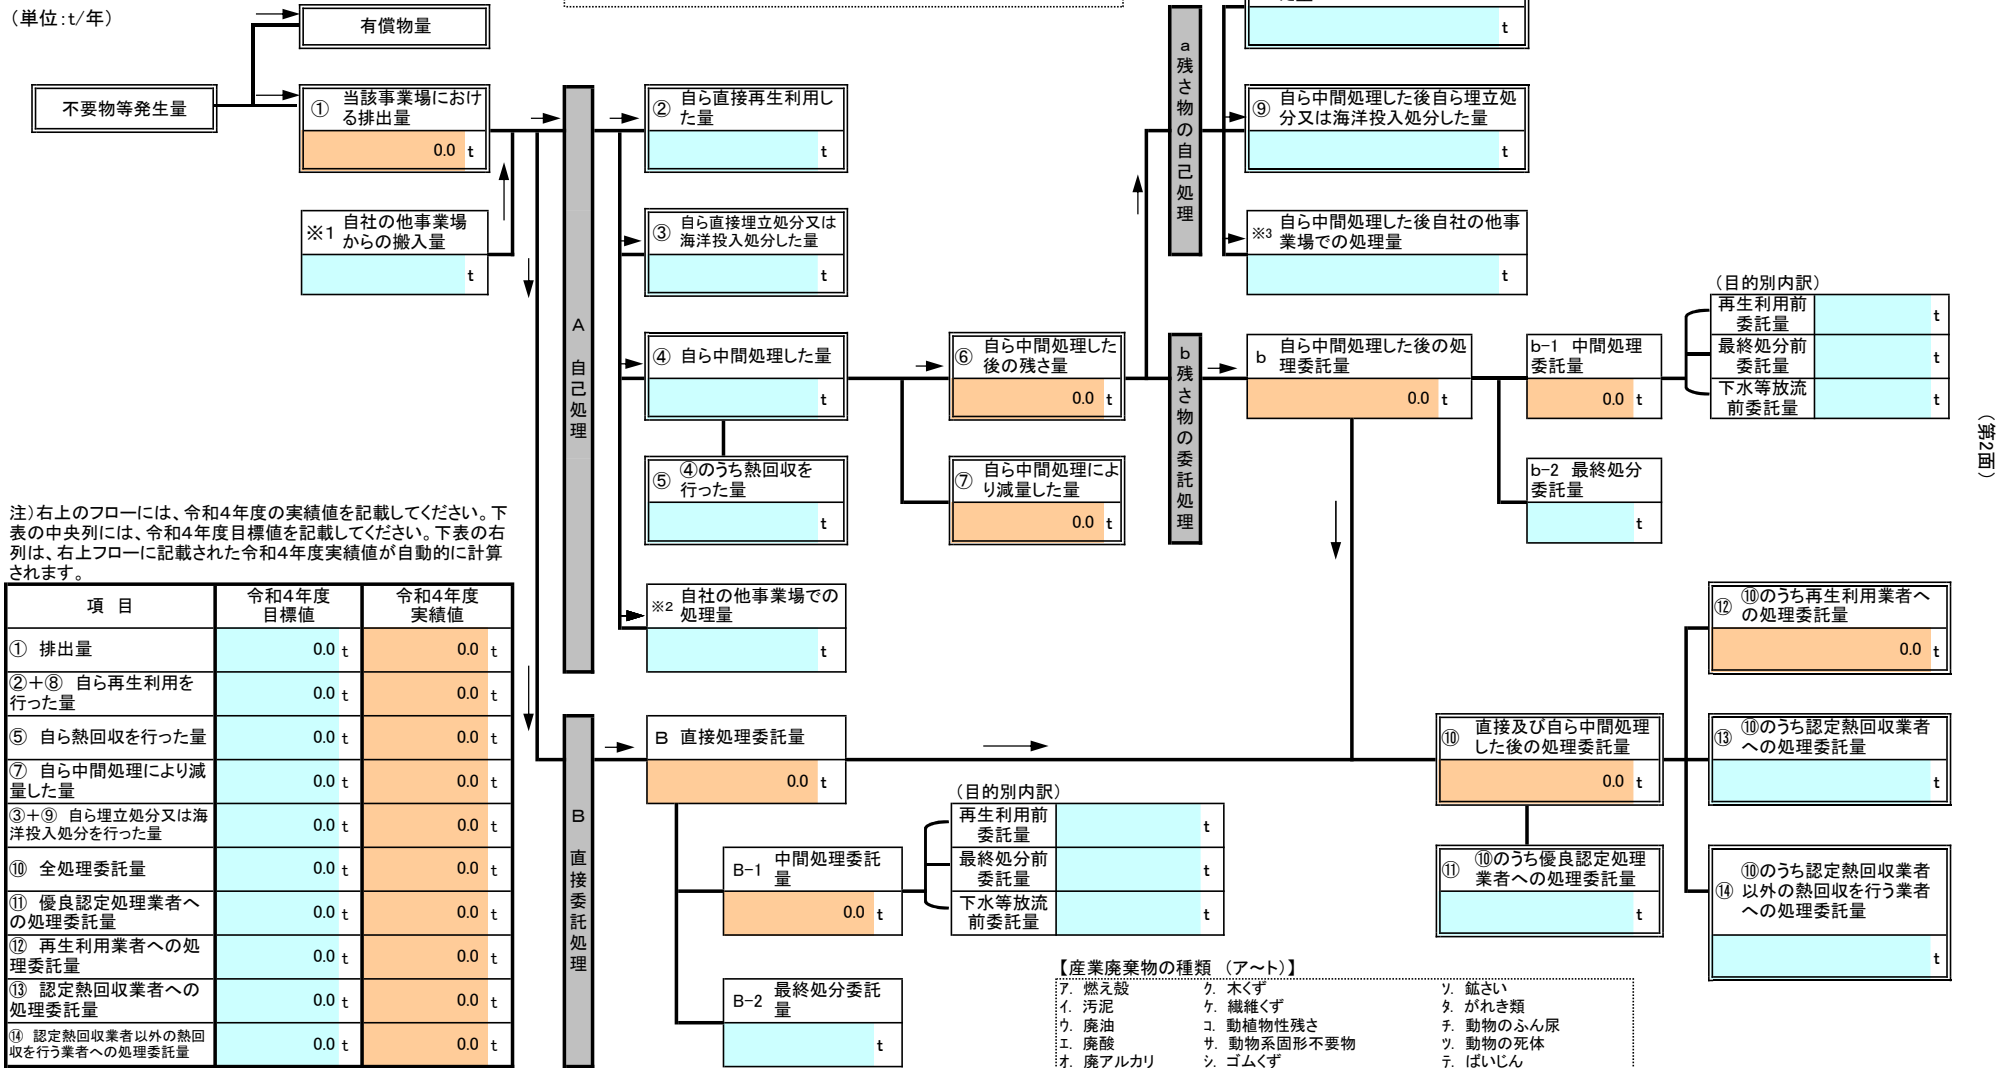 (単位:t/年)
有償物量
不要物等発生量
① 当該事業場におけ
る排出量
0.0 t
※1 自社の他事業場
からの搬入量
t
A 自己処理
② 自ら直接再生利用し
た量
t
③ 自ら直接埋立処分又は
海洋投入処分した量
t
④ 自ら中間処理した量
t
⑤ ④のうち熱回収を
行った量
t
※2 自社の他事業場での
処理量
t
⑥ 自ら中間処理した
後の残さ量
0.0 t
⑦ 自ら中間処理によ
り減量した量
0.0 t
a 残さ物の自己処理
t
⑨ 自ら中間処理した後自ら埋立処
分又は海洋投入処分した量
t
※3 自ら中間処理した後自社の他事
業場での処理量
t
b 残さ物の委託処理
b 自ら中間処理した後の処
理委託量
0.0 t
b-1 中間処理
委託量
0.0 t
b-2 最終処分
委託量
t
(目的別内訳)
再生利用前
委託量
t
最終処分前
委託量
t
下水等放流
前委託量
t
(第2面)
注)右上のフローには、令和4年度の実績値を記載してください。下
表の中央列には、令和4年度目標値を記載してください。下表の右
列は、右上フローに記載された令和4年度実績値が自動的に計算
されます。
項 目
令和4年度
目標値
令和4年度
実績値
① 排出量
0.0 t 0.0 t
②+⑧ 自ら再生利用を
行った量
0.0 t 0.0 t
⑤ 自ら熱回収を行った量
0.0 t 0.0 t
⑦ 自ら中間処理により減
量した量
0.0 t 0.0 t
③+⑨ 自ら埋立処分又は海
洋投入処分を行った量
0.0 t 0.0 t
⑩ 全処理委託量
0.0 t 0.0 t
⑪ 優良認定処理業者へ
の処理委託量
0.0 t 0.0 t
⑫ 再生利用業者への処
理委託量
0.0 t 0.0 t
⑬ 認定熱回収業者への
処理委託量
0.0 t 0.0 t
⑭ 認定熱回収業者以外の熱回
収を行う業者への処理委託量
0.0 t 0.0 t
B 直接委託処理
B 直接処理委託量
0.0 t
B-1 中間処理委託
量
0.0 t
B-2 最終処分委託
量
t
(目的別内訳)
再生利用前
委託量
t
最終処分前
委託量
t
下水等放流
前委託量
t
⑩ 直接及び自ら中間処理
した後の処理委託量
0.0 t
⑪ ⑩のうち優良認定処理
業者への処理委託量
t
⑫ ⑩のうち再生利用業者へ
の処理委託量
0.0 t
⑬ ⑩のうち認定熱回収業者
への処理委託量
t
⑭ ⑩のうち認定熱回収業者
以外の熱回収を行う業者
への処理委託量
t
【産業廃棄物の種類 (ア~ト)】
ア. 燃え殻 ク. 木くず ソ. 鉱さい
イ. 汚泥 ケ. 繊維くず タ. がれき類
ウ. 廃油 コ. 動植物性残さ チ. 動物のふん尿
エ. 廃酸 サ. 動物系固形不要物 ツ. 動物の死体
オ. 廃アルカリ シ. ゴムくず テ. ばいじん